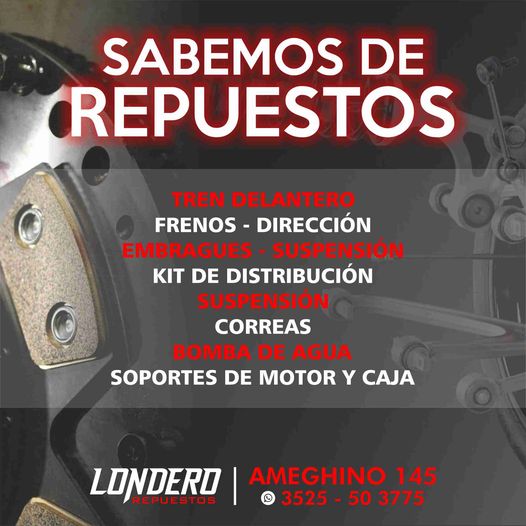 SABEMOS DE
REPUESTOS
TREN DELANTERO
FRENOS - DIRECCIÓN
EMBRAGUES - SUSPENSIÓN
KIT DE DISTRIBUCIÓN
SUSPENSIÓN
CORREAS
BOMBA DE AGUA
SOPORTES DE MOTOR Y CAJA
LONDERO
REPUESTOS
AMEGHINO 145
3525 - 50 3775